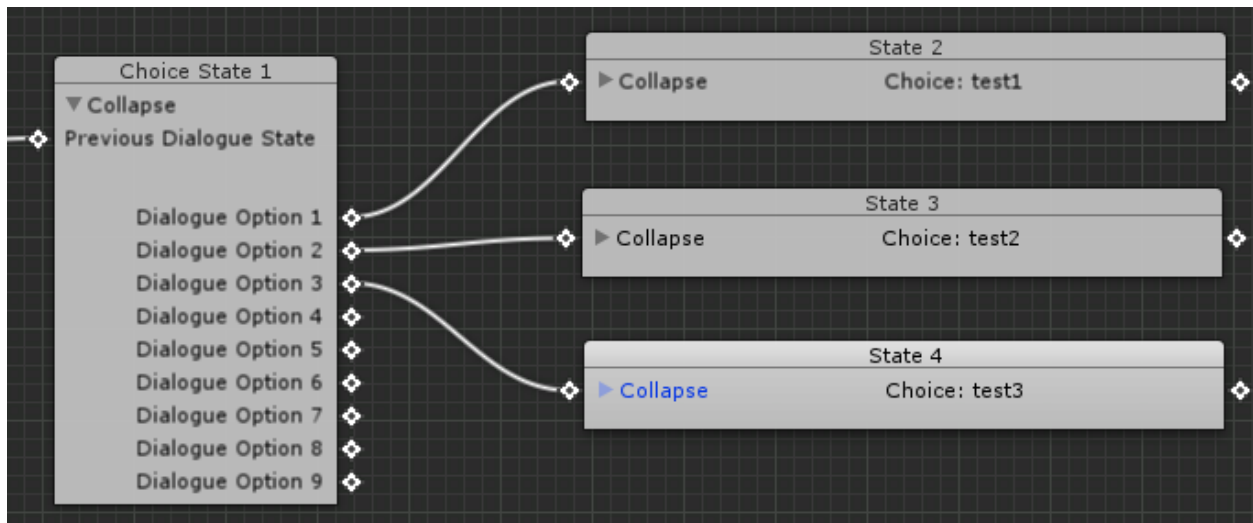 Choice State 1
Collapse
Previous Dialogue State
Dialogue Option 1
Dialogue Option 2
Dialogue Option 3
Dialogue Option 4
Dialogue Option 5
Dialogue Option 6
Dialogue Option 7
Dialogue Option 8
Dialogue Option 9
State 2
Collapse Choice: test1
State 3
Collapse Choice: test2
State 4
Collapse Choice: test3